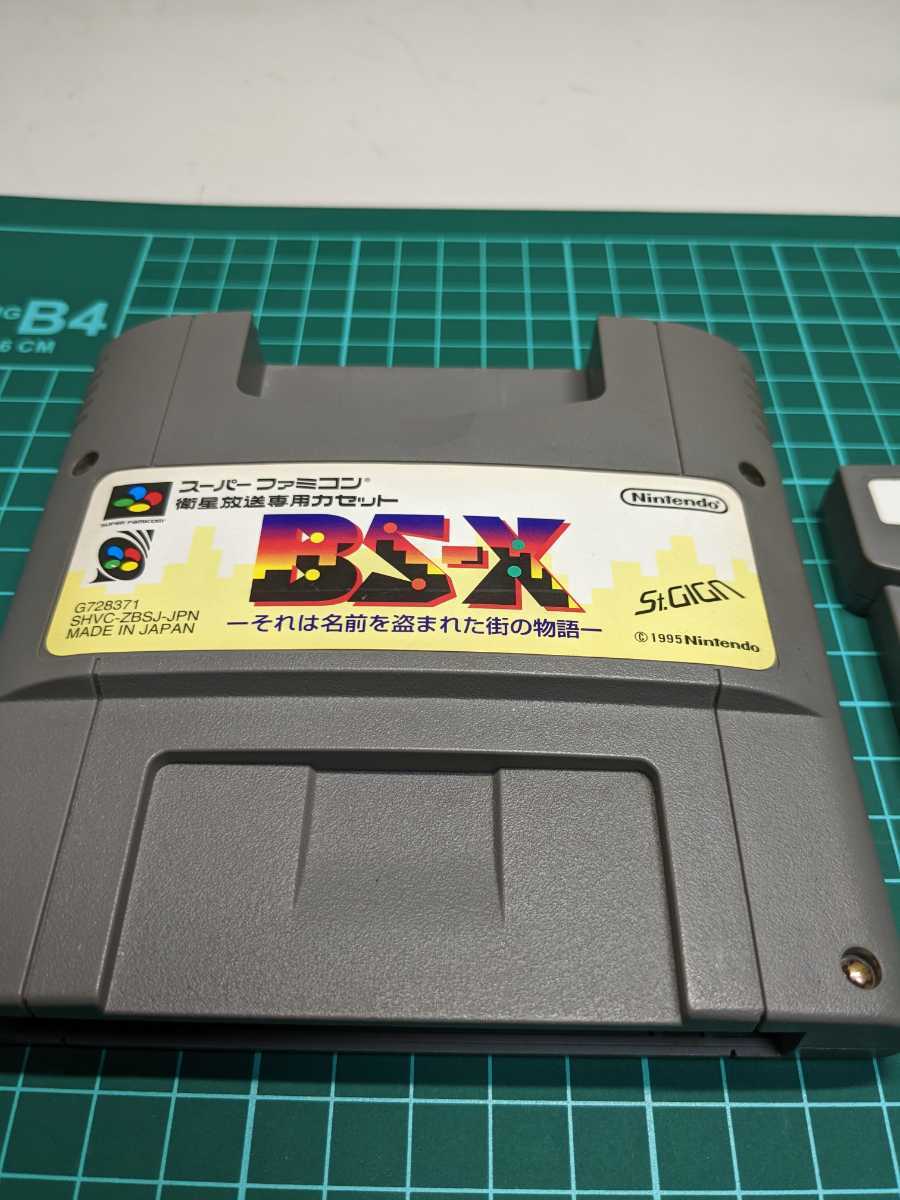 B4
6 CM
スーパーファミコン®
衛星放送専用カセット
SUPER FAMICOM
Nintendo®
BS-X
St.GIGA
G728371
SHVC-ZBSJ-JPN
MADE IN JAPAN
ーそれは名前を盗まれた街の物語ー
© 1995 Nintendo